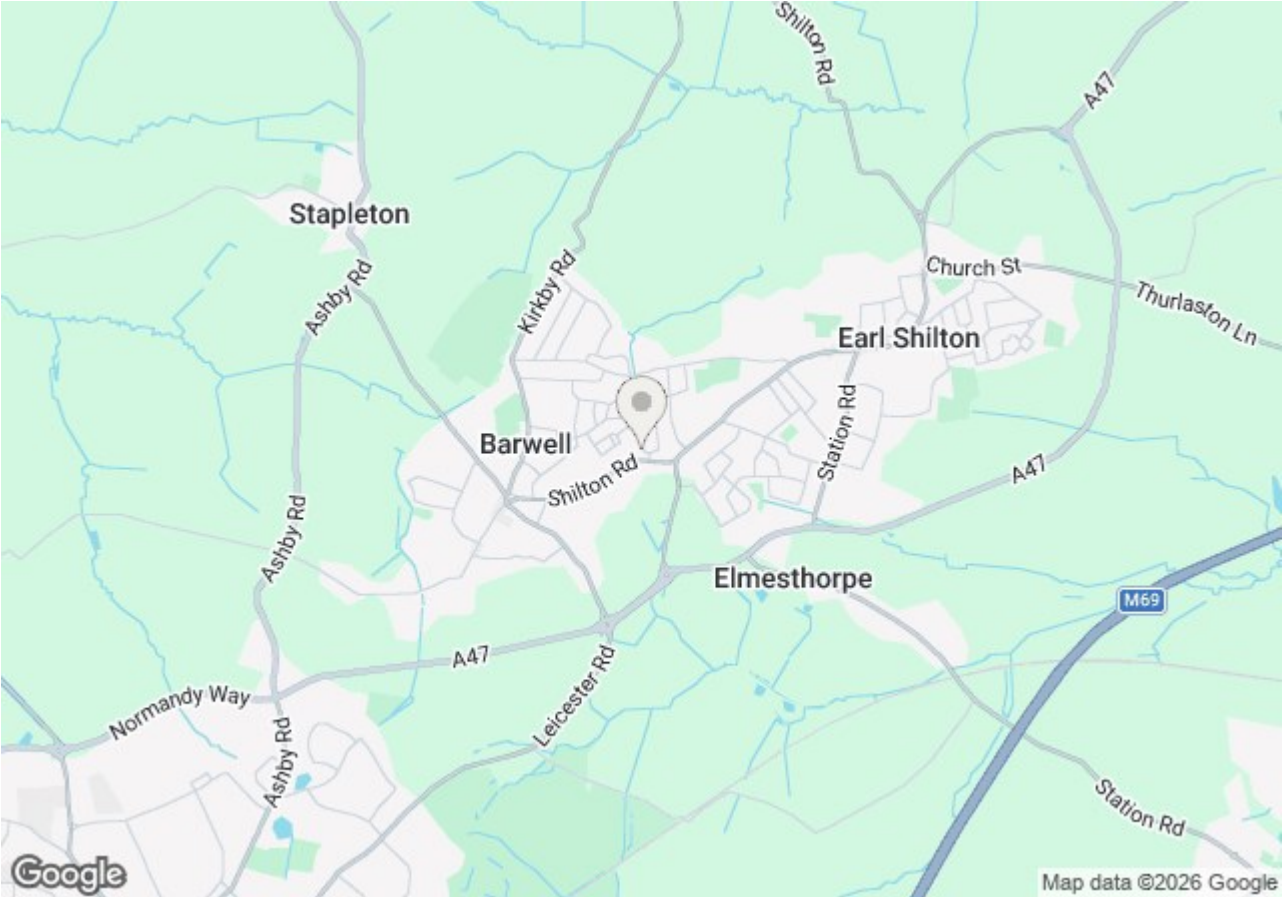 Shilton Rd
A47
Stapleton
Church St
Kirkby Rd
Ashby Rd
Thurlaston Ln
Earl Shilton
Station Rd
Barwell
A47
Shilton Rd
Ashby Rd
Elmesthorpe
M69
A47
Leicester Rd
Normandy Way
Ashby Rd
Station Rd
Google
Map data ©2026 Google